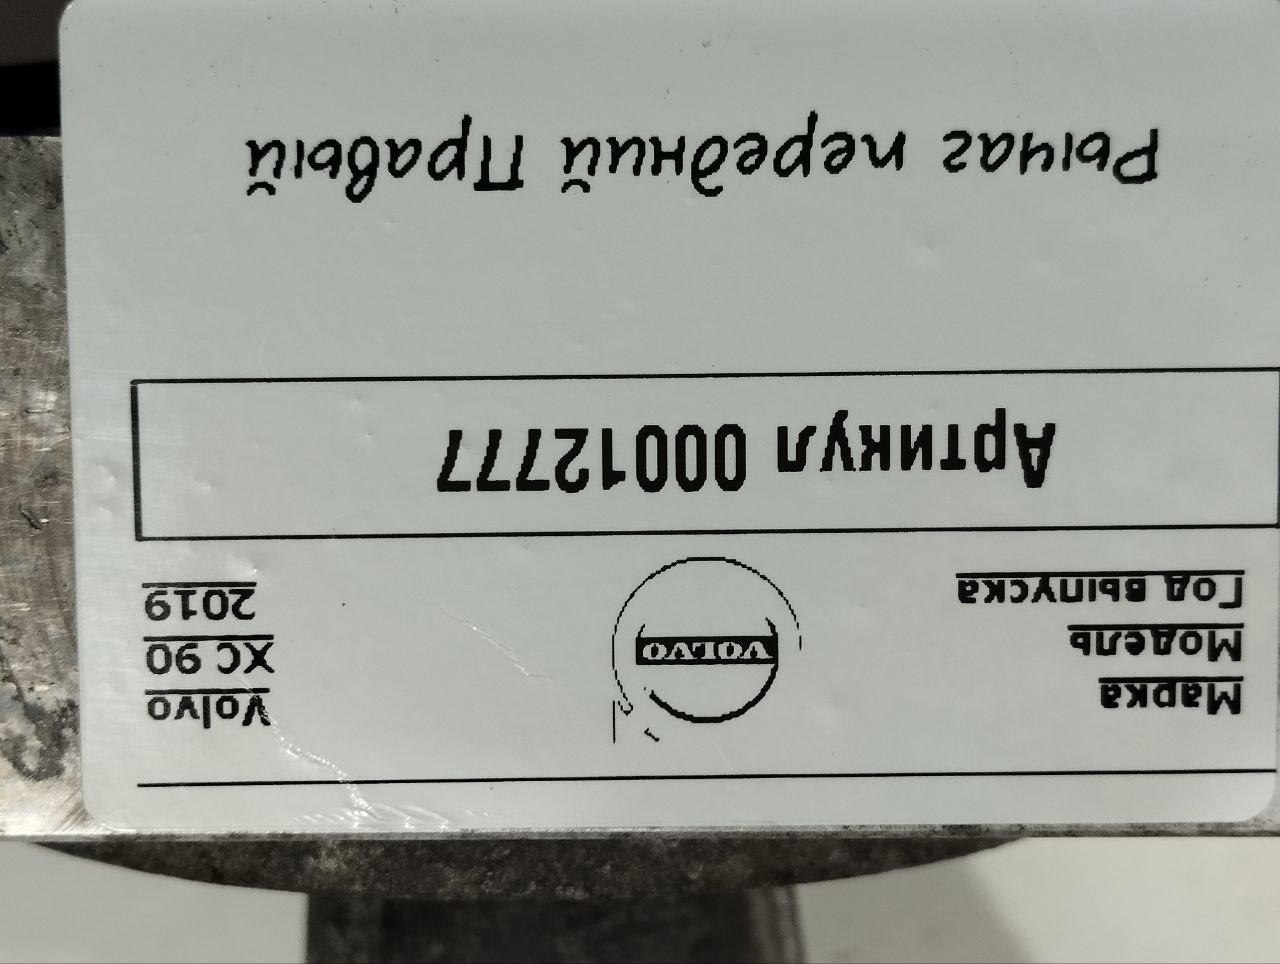 Марка Volvo
Модель XC 90
Год выпуска 2019
VOLVO
Артикул 00012777
Рычаг передний Правый